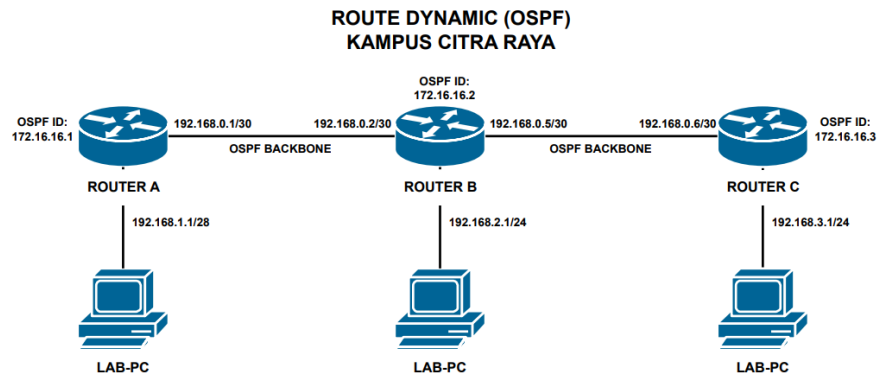 ROUTE DYNAMIC (OSPF)
KAMPUS CITRA RAYA
OSPF ID:
172.16.16.2
OSPF ID:
172.16.16.1
192.168.0.1/30
192.168.0.2/30
192.168.0.5/30
192.168.0.6/30
OSPF ID:
172.16.16.3
OSPF BACKBONE
OSPF BACKBONE
ROUTER A
ROUTER B
ROUTER C
192.168.1.1/28
192.168.2.1/24
192.168.3.1/24
LAB-PC
LAB-PC
LAB-PC